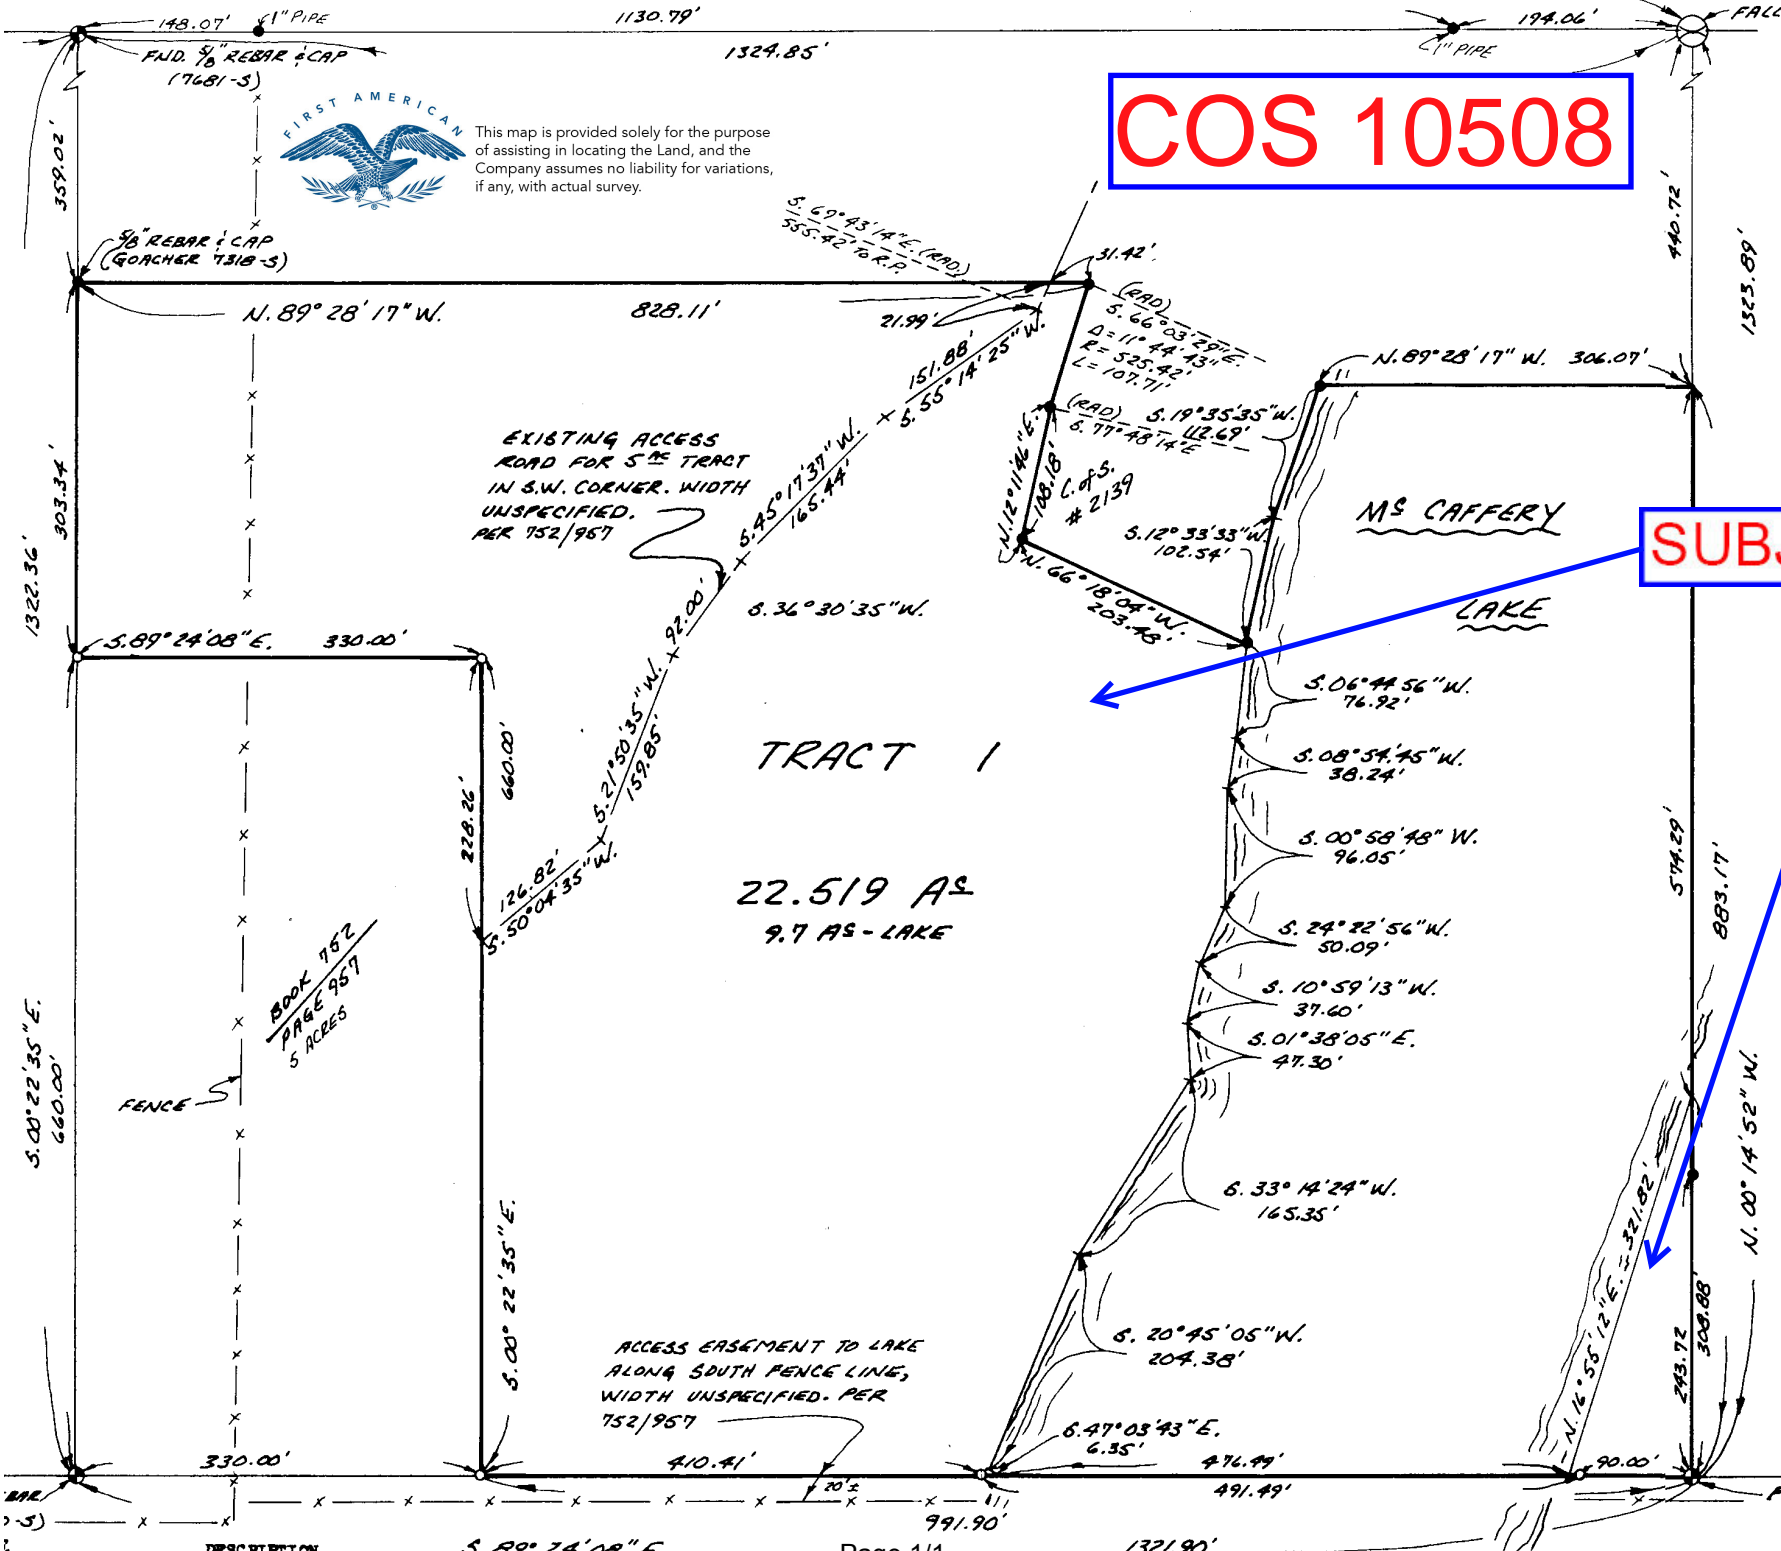 148.07'
1" PIPE
1130.79'
194.06'
FALL
FND. 5/8" REBAR & CAP
(7681-S)
1324.85'
1" PIPE
COS 10508
FIRST AMERICAN
This map is provided solely for the purpose
of assisting in locating the Land, and the
Company assumes no liability for variations,
if any, with actual survey.
359.02'
440.72'
1323.89'
S. 67°43'14"E. (RAD.)
555.42' TO R.P.
5/8" REBAR & CAP
(GOACHER 7318-S)
31.42'
N. 89° 28' 17" W.
828.11'
21.99'
(RAD)
S. 66°03'29"E.
Δ = 11° 44' 43"
R = 525.42'
L = 107.71'
N. 89° 28' 17" W. 306.07'
151.88'
S. 55° 14' 25" W.
(RAD)
S. 77°48'14"E
S. 19°35'35"W.
112.69'
EXISTING ACCESS
ROAD FOR 5 AC TRACT
IN S.W. CORNER. WIDTH
UNSPECIFIED.
PER 752/957
S. 45° 17' 37" W.
165.44'
N. 12° 11' 46" E.
108.18'
C. of S.
# 2139
S. 12° 33' 33" W.
102.54'
Mc CAFFERY
LAKE
SUBJ
303.34'
1322.36'
N. 66° 18' 04" W.
203.48'
92.00'
S. 36° 30' 35" W.
S. 89° 24' 08" E. 330.00'
S. 21° 50' 35" W.
159.85'
S. 06° 44' 56" W.
76.92'
660.00'
228.26'
TRACT 1
S. 08° 54' 45" W.
38.24'
S. 00° 58' 48" W.
96.05'
574.29'
883.17'
126.82'
S. 50° 04' 35" W.
22.519 AC
9.7 AC - LAKE
S. 24° 22' 56" W.
50.09'
BOOK 752
PAGE 957
5 ACRES
S. 10° 59' 13" W.
37.60'
S. 01° 38' 05" E.
47.30'
S. 00° 22' 35" E.
660.00'
FENCE
N. 00° 14' 52" W.
S. 33° 14' 24" W.
165.35'
S. 00° 22' 35" E.
N. 16° 55' 12" E. - 321.82'
243.72
308.88'
ACCESS EASEMENT TO LAKE
ALONG SOUTH FENCE LINE,
WIDTH UNSPECIFIED. PER
752/957
S. 20° 45' 05" W.
204.38'
S. 47° 03' 43" E.
6.35'
330.00'
410.41'
476.49'
90.00'
20'±
491.49'
991.90'
DESCRIPTION
S. 89° 24' 08" E.
Page 1/1
1321.90'